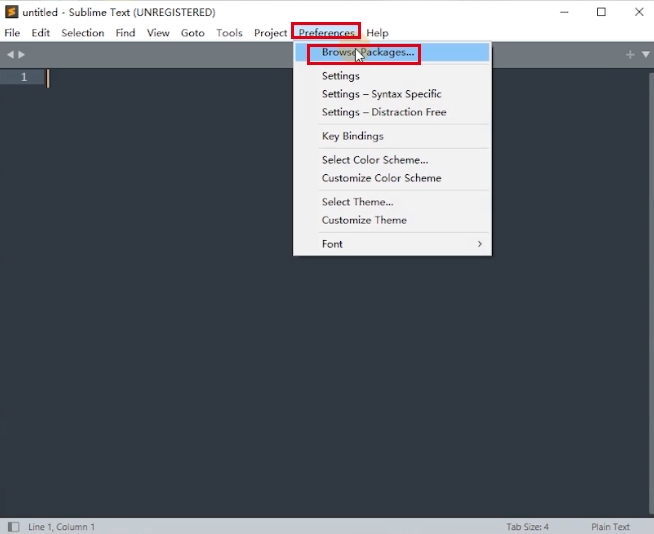 untitled - Sublime Text (UNREGISTERED)
File Edit Selection Find View Goto Tools Project Preferences Help
Browse Packages...
1
Settings
Settings – Syntax Specific
Settings – Distraction Free
Key Bindings
Select Color Scheme...
Customize Color Scheme
Select Theme...
Customize Theme
Font
Line 1, Column 1 Tab Size: 4 Plain Text